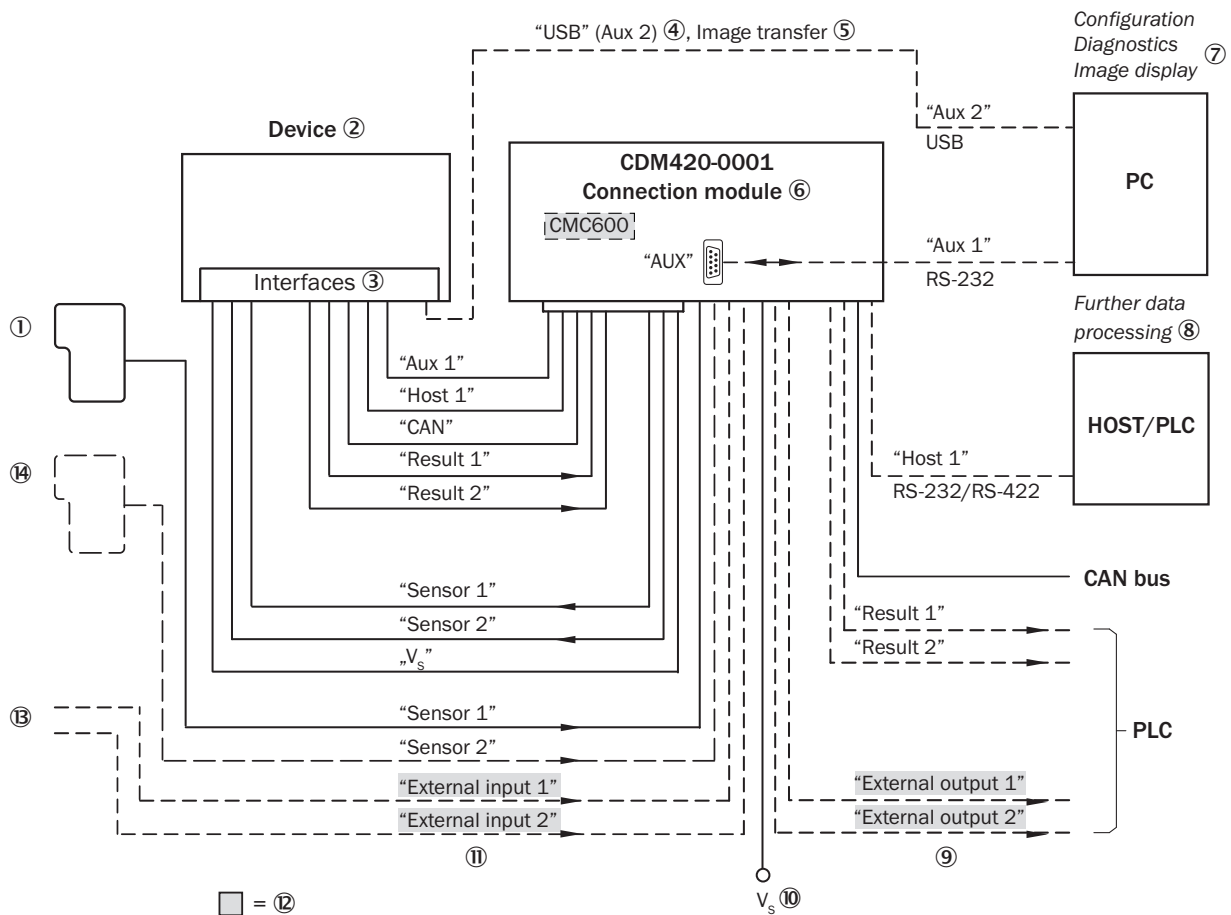 “USB” (Aux 2) ④, Image transfer ⑤
Configuration
Diagnostics
Image display ⑦
Device ②
CDM420-0001
Connection module ⑥
CMC600
“AUX”
“Aux 2”
USB
PC
“Aux 1”
RS-232
Interfaces ③
①
Further data
processing ⑧
“Aux 1”
“Host 1”
“CAN”
“Result 1”
“Result 2”
HOST/PLC
“Host 1”
RS-232/RS-422
⑭
CAN bus
“Sensor 1”
“Sensor 2”
„Vs”
“Result 1”
“Result 2”
⑬
“Sensor 1”
“Sensor 2”
PLC
“External input 1”
“External input 2”
“External output 1”
“External output 2”
⑪
⑨
= ⑫
Vs ⑩